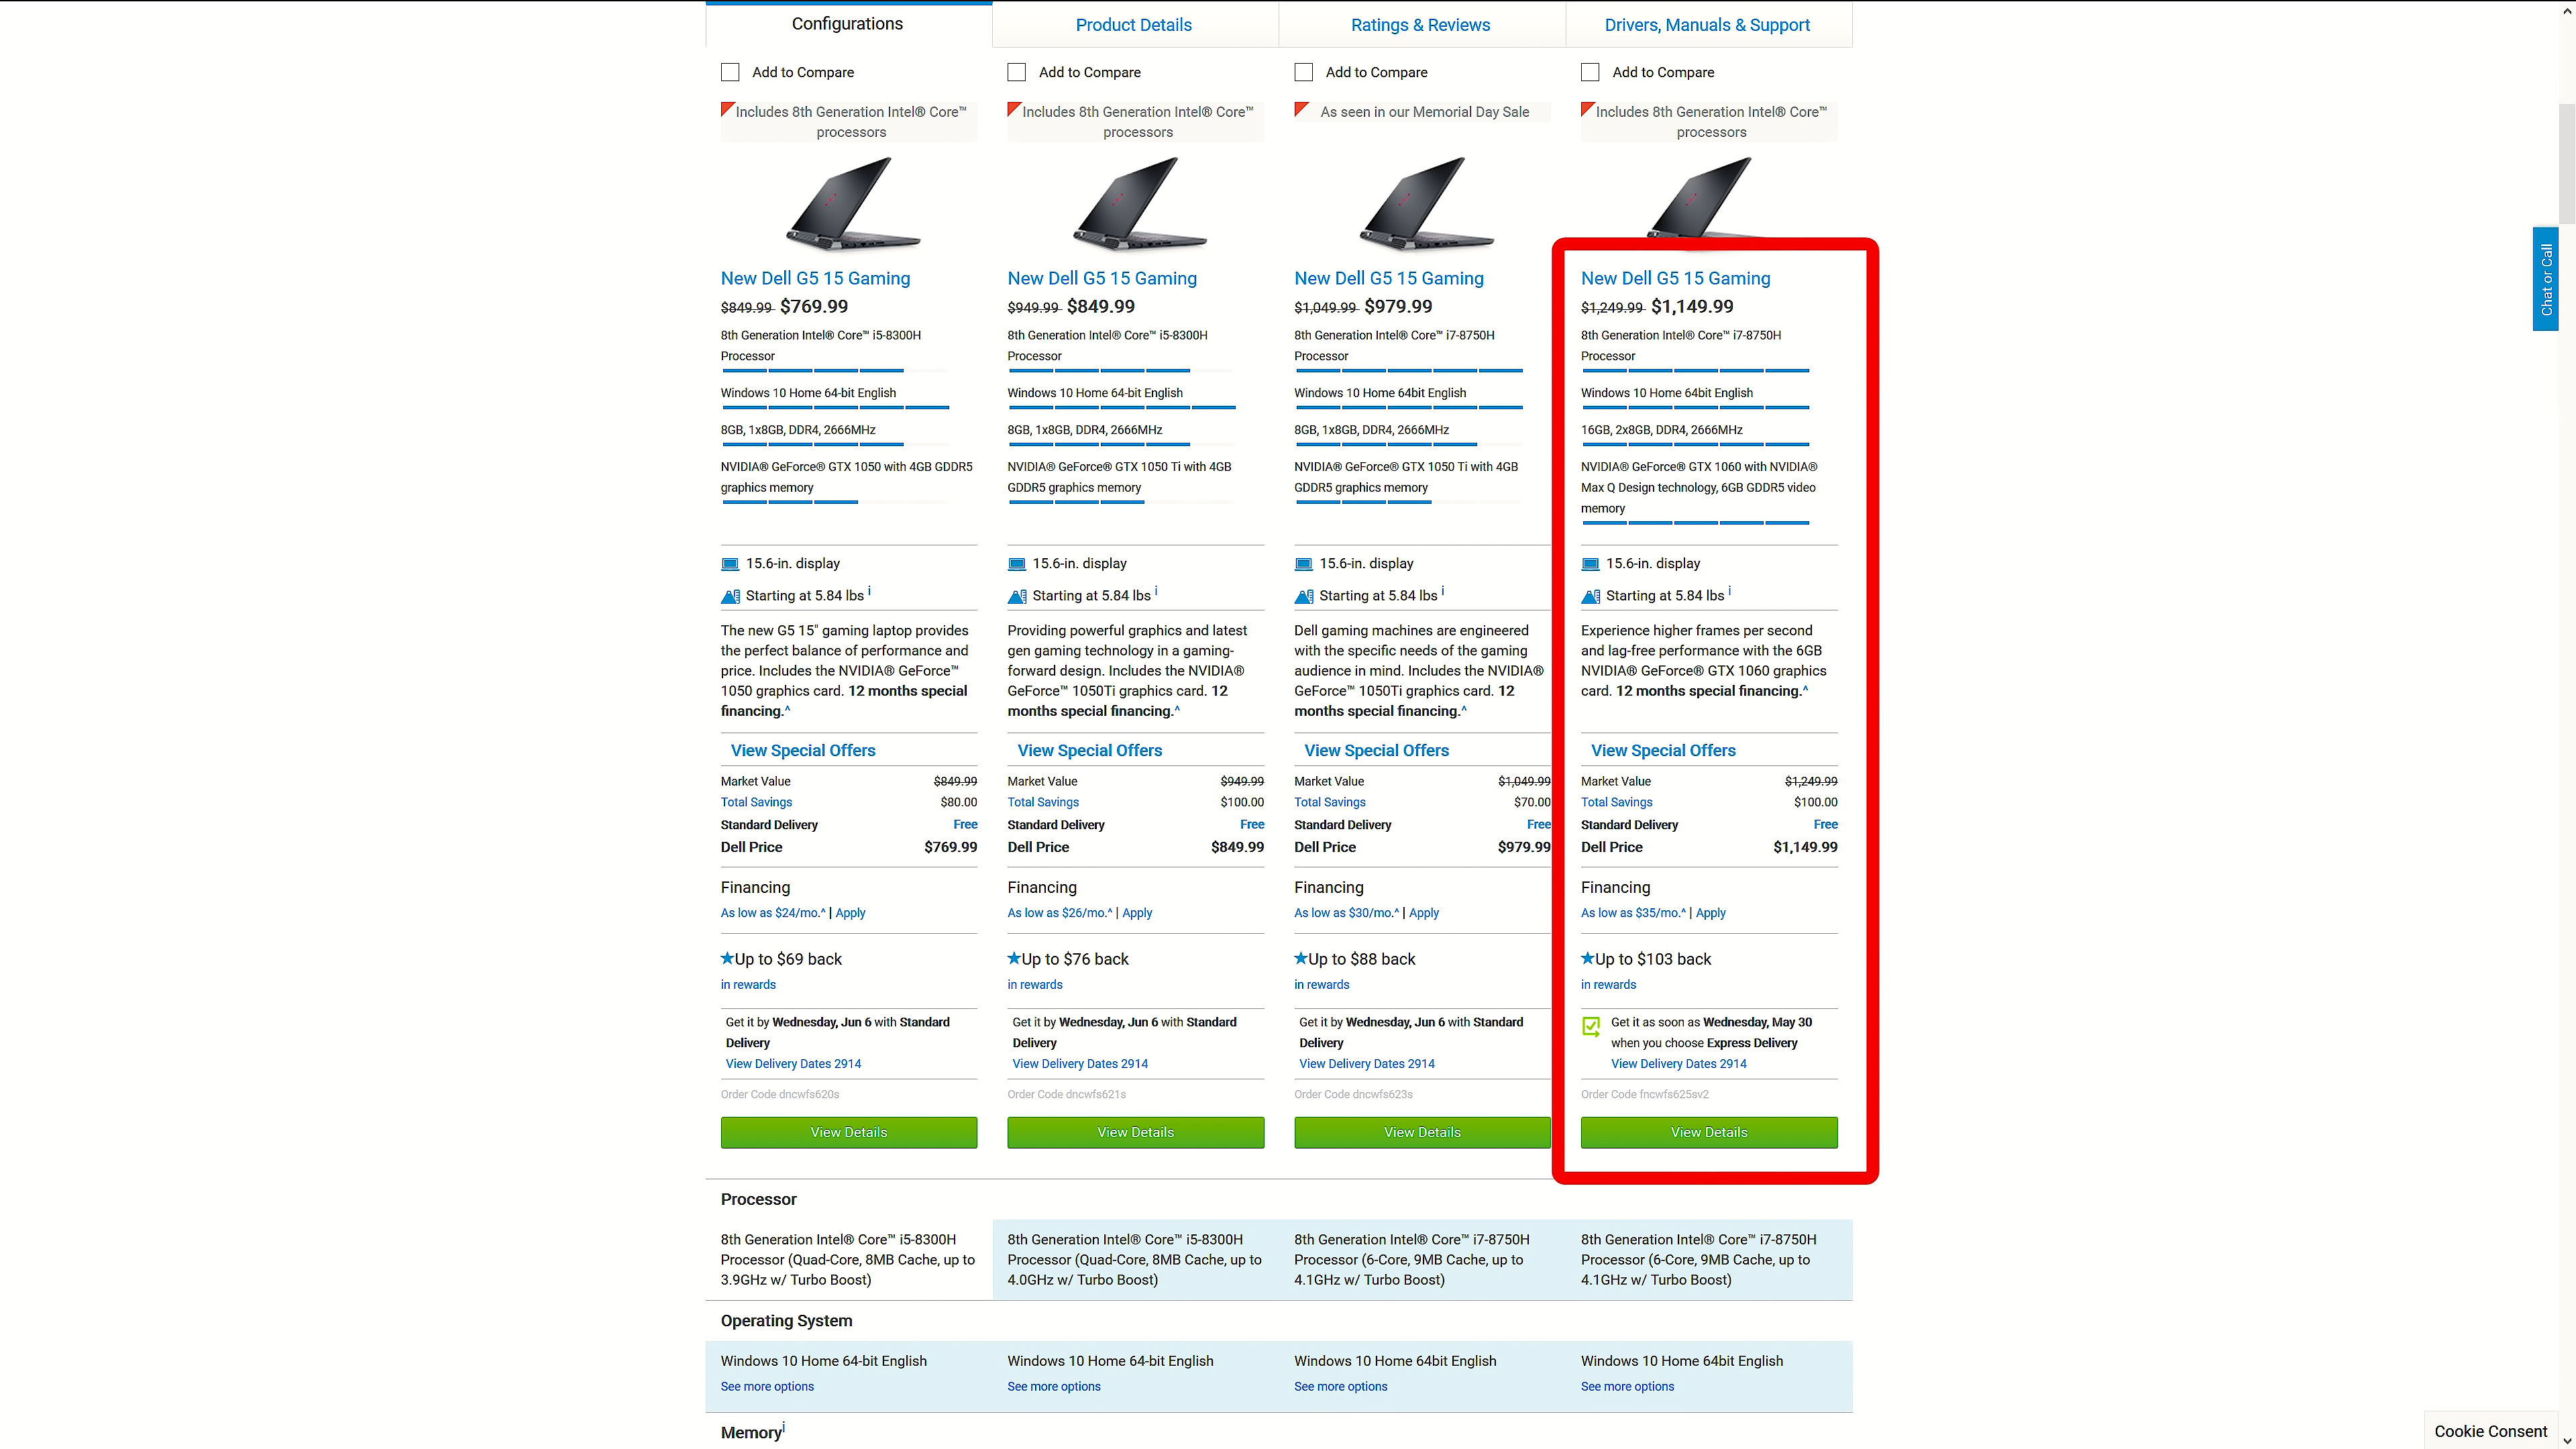 Configurations
Product Details
Ratings & Reviews
Drivers, Manuals & Support
Add to Compare
Add to Compare
Add to Compare
Add to Compare
Includes 8th Generation Intel® Core™
processors
Includes 8th Generation Intel® Core™
processors
As seen in our Memorial Day Sale
Includes 8th Generation Intel® Core™
processors
New Dell G5 15 Gaming
$849.99 $769.99
8th Generation Intel® Core™ i5-8300H
Processor
Windows 10 Home 64-bit English
8GB, 1x8GB, DDR4, 2666MHz
NVIDIA® GeForce® GTX 1050 with 4GB GDDR5
graphics memory
15.6-in. display
Starting at 5.84 lbs i
The new G5 15" gaming laptop provides
the perfect balance of performance and
price. Includes the NVIDIA® GeForce™
1050 graphics card. 12 months special
financing.^
View Special Offers
Market Value $849.99
Total Savings $80.00
Standard Delivery Free
Dell Price $769.99
Financing
As low as $24/mo.^ | Apply
Up to $69 back
in rewards
Get it by Wednesday, Jun 6 with Standard
Delivery
View Delivery Dates 2914
Order Code dncwfs620s
View Details
New Dell G5 15 Gaming
$949.99 $849.99
8th Generation Intel® Core™ i5-8300H
Processor
Windows 10 Home 64-bit English
8GB, 1x8GB, DDR4, 2666MHz
NVIDIA® GeForce® GTX 1050 Ti with 4GB
GDDR5 graphics memory
15.6-in. display
Starting at 5.84 lbs i
Providing powerful graphics and latest
gen gaming technology in a gaming-
forward design. Includes the NVIDIA®
GeForce™ 1050Ti graphics card. 12
months special financing.^
View Special Offers
Market Value $949.99
Total Savings $100.00
Standard Delivery Free
Dell Price $849.99
Financing
As low as $26/mo.^ | Apply
Up to $76 back
in rewards
Get it by Wednesday, Jun 6 with Standard
Delivery
View Delivery Dates 2914
Order Code dncwfs621s
View Details
New Dell G5 15 Gaming
$1,049.99 $979.99
8th Generation Intel® Core™ i7-8750H
Processor
Windows 10 Home 64bit English
8GB, 1x8GB, DDR4, 2666MHz
NVIDIA® GeForce® GTX 1050 Ti with 4GB
GDDR5 graphics memory
15.6-in. display
Starting at 5.84 lbs i
Dell gaming machines are engineered
with the specific needs of the gaming
audience in mind. Includes the NVIDIA®
GeForce™ 1050Ti graphics card. 12
months special financing.^
View Special Offers
Market Value $1,049.99
Total Savings $70.00
Standard Delivery Free
Dell Price $979.99
Financing
As low as $30/mo.^ | Apply
Up to $88 back
in rewards
Get it by Wednesday, Jun 6 with Standard
Delivery
View Delivery Dates 2914
Order Code dncwfs623s
View Details
New Dell G5 15 Gaming
$1,249.99 $1,149.99
8th Generation Intel® Core™ i7-8750H
Processor
Windows 10 Home 64bit English
16GB, 2x8GB, DDR4, 2666MHz
NVIDIA® GeForce® GTX 1060 with NVIDIA®
Max Q Design technology, 6GB GDDR5 video
memory
15.6-in. display
Starting at 5.84 lbs i
Experience higher frames per second
and lag-free performance with the 6GB
NVIDIA® GeForce® GTX 1060 graphics
card. 12 months special financing.^
View Special Offers
Market Value $1,249.99
Total Savings $100.00
Standard Delivery Free
Dell Price $1,149.99
Financing
As low as $35/mo.^ | Apply
Up to $103 back
in rewards
Get it as soon as Wednesday, May 30
when you choose Express Delivery
View Delivery Dates 2914
Order Code fncwfs625sv2
View Details
Chat or Call
Processor
8th Generation Intel® Core™ i5-8300H
Processor (Quad-Core, 8MB Cache, up to
3.9GHz w/ Turbo Boost)
8th Generation Intel® Core™ i5-8300H
Processor (Quad-Core, 8MB Cache, up to
4.0GHz w/ Turbo Boost)
8th Generation Intel® Core™ i7-8750H
Processor (6-Core, 9MB Cache, up to
4.1GHz w/ Turbo Boost)
8th Generation Intel® Core™ i7-8750H
Processor (6-Core, 9MB Cache, up to
4.1GHz w/ Turbo Boost)
Operating System
Windows 10 Home 64-bit English
See more options
Windows 10 Home 64-bit English
See more options
Windows 10 Home 64bit English
See more options
Windows 10 Home 64bit English
See more options
Memory i
Cookie Consent